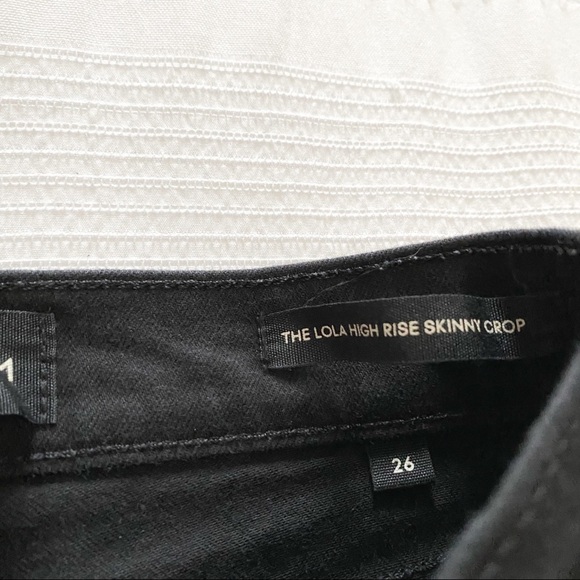 THE LOLA HIGH RISE SKINNY CROP
26